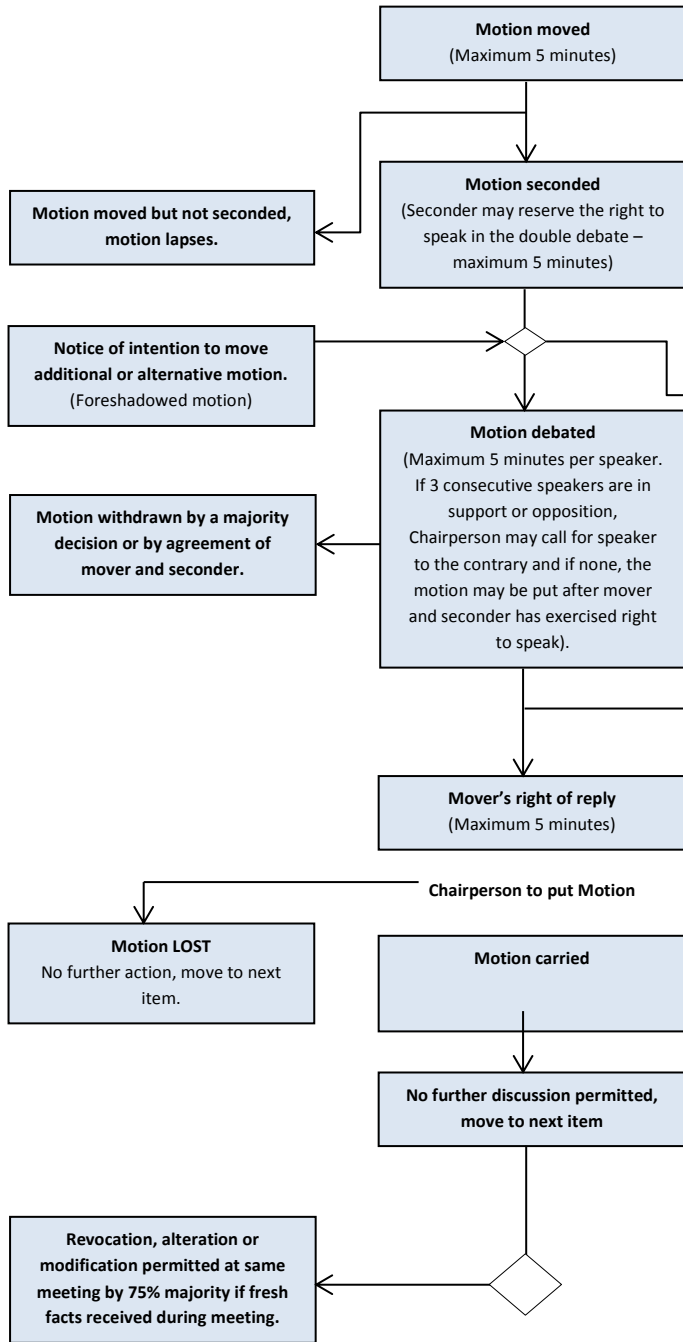 Motion moved
(Maximum 5 minutes)
Motion seconded
(Seconder may reserve the right to
speak in the double debate –
maximum 5 minutes)
Motion moved but not seconded,
motion lapses.
Notice of intention to move
additional or alternative motion.
(Foreshadowed motion)
Motion debated
(Maximum 5 minutes per speaker.
If 3 consecutive speakers are in
support or opposition,
Chairperson may call for speaker
to the contrary and if none, the
motion may be put after mover
and seconder has exercised right
to speak).
Motion withdrawn by a majority
decision or by agreement of
mover and seconder.
Mover’s right of reply
(Maximum 5 minutes)
Chairperson to put Motion
Motion LOST
No further action, move to next
item.
Motion carried
No further discussion permitted,
move to next item
Revocation, alteration or
modification permitted at same
meeting by 75% majority if fresh
facts received during meeting.